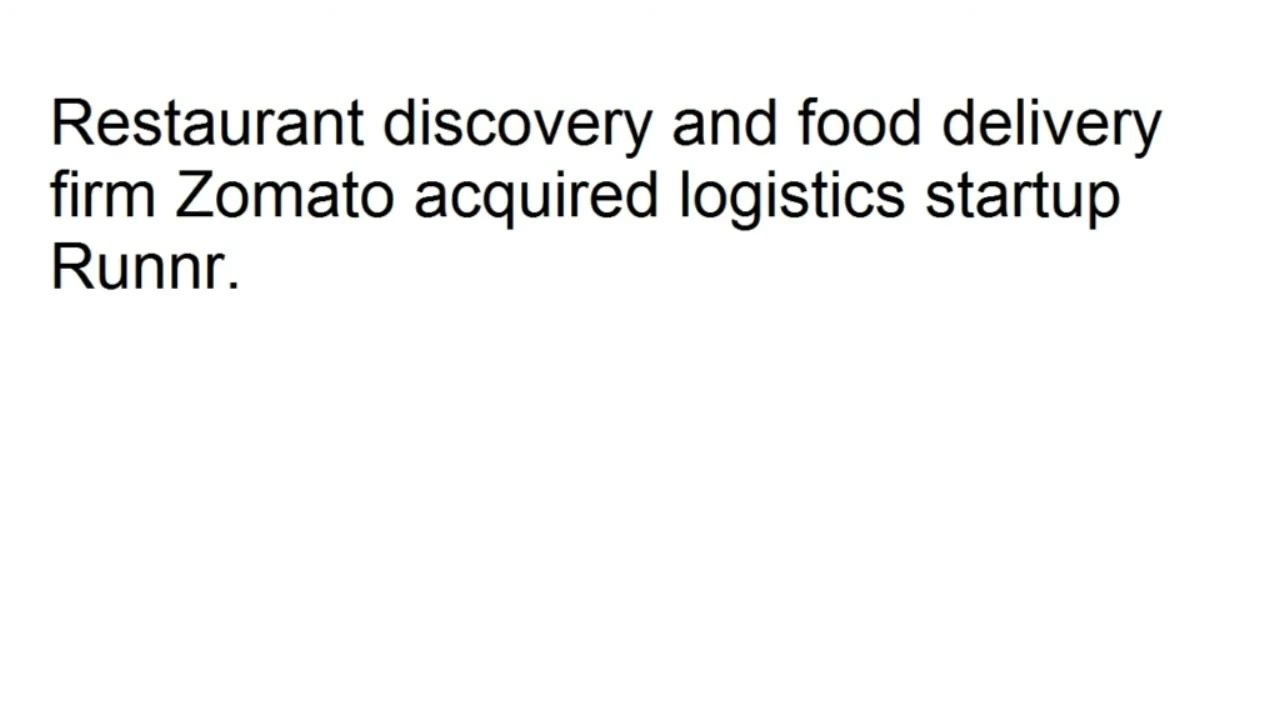 Restaurant discovery and food delivery
firm Zomato acquired logistics startup
Runnr.